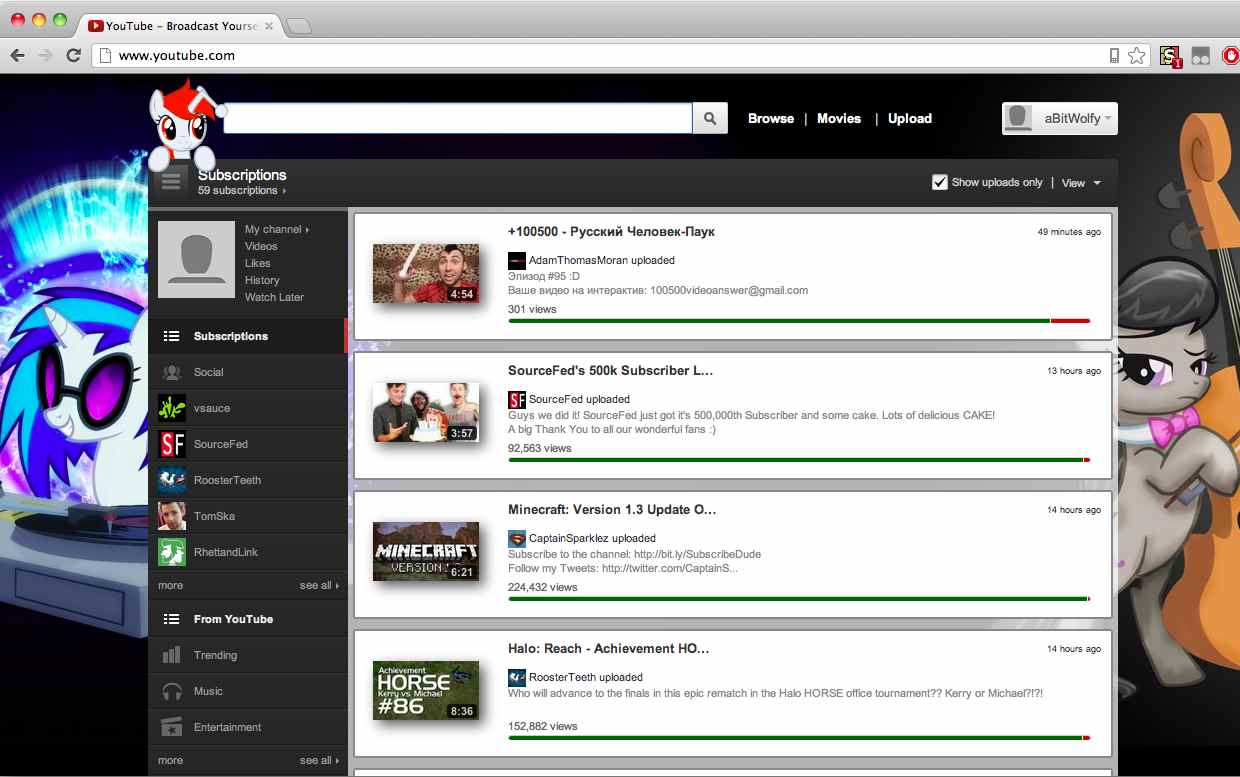 YouTube - Broadcast Yourse
www.youtube.com
S 1
Browse | Movies | Upload
aBitWolfy
Subscriptions
59 subscriptions ›
Show uploads only | View
My channel ›
Videos
Likes
History
Watch Later
Subscriptions
Social
vsauce
SF SourceFed
RoosterTeeth
TomSka
RhettandLink
more see all ›
From YouTube
Trending
Music
Entertainment
more see all ›
+100500 - Русский Человек-Паук
49 minutes ago
AdamThomasMoran uploaded
Эпизод #95 :D
Ваше видео на интерактив: 100500videoanswer@gmail.com
301 views
4:54
SourceFed's 500k Subscriber L...
13 hours ago
SF SourceFed uploaded
Guys we did it! SourceFed just got it's 500,000th Subscriber and some cake. Lots of delicious CAKE!
A big Thank You to all our wonderful fans :}
92,563 views
3:57
Minecraft: Version 1.3 Update O...
14 hours ago
CaptainSparklez uploaded
Subscribe to the channel: http://bit.ly/SubscribeDude
Follow my Tweets: http://twitter.com/CaptainS...
224,432 views
MINECRAFT
VERSION
6:21
Halo: Reach - Achievement HO...
14 hours ago
RoosterTeeth uploaded
Who will advance to the finals in this epic rematch in the Halo HORSE office tournament?? Kerry or Michael?!?!
152,882 views
Achievement
HORSE
Kerry vs. Michael
#86
8:36